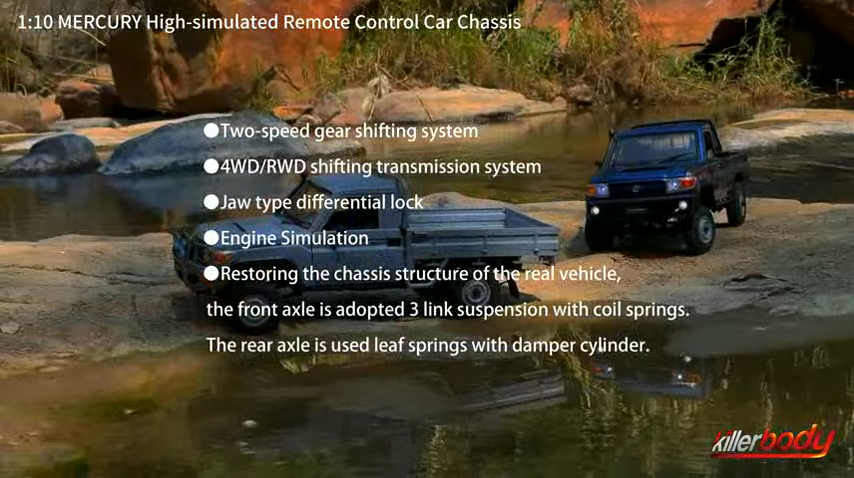 1:10 MERCURY High-simulated Remote Control Car Chassis
●Two-speed gear shifting system
●4WD/RWD shifting transmission system
●Jaw type differential lock
●Engine Simulation
●Restoring the chassis structure of the real vehicle,
the front axle is adopted 3 link suspension with coil springs.
The rear axle is used leaf springs with damper cylinder.
killerbody